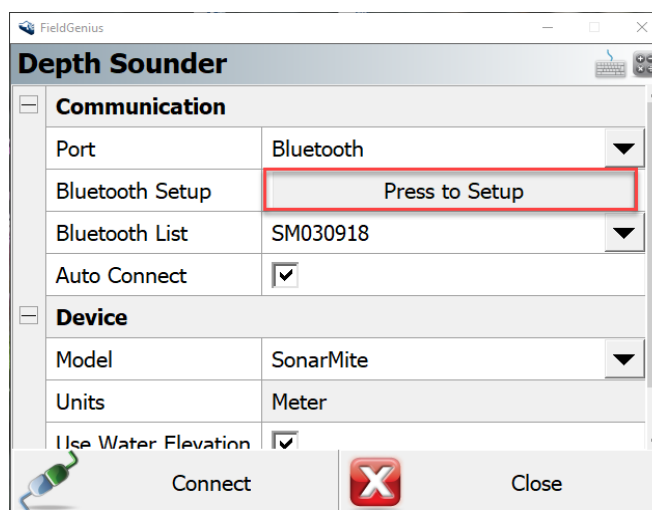 FieldGenius
Depth Sounder
Communication
Port Bluetooth
Bluetooth Setup Press to Setup
Bluetooth List SM030918
Auto Connect
Device
Model SonarMite
Units Meter
Use Water Elevation
Connect Close